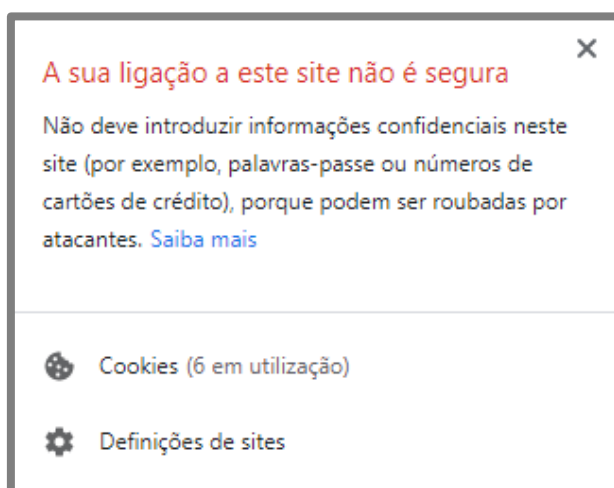 A sua ligação a este site não é segura
Não deve introduzir informações confidenciais neste
site (por exemplo, palavras-passe ou números de
cartões de crédito), porque podem ser roubadas por
atacantes. Saiba mais
Cookies (6 em utilização)
Definições de sites